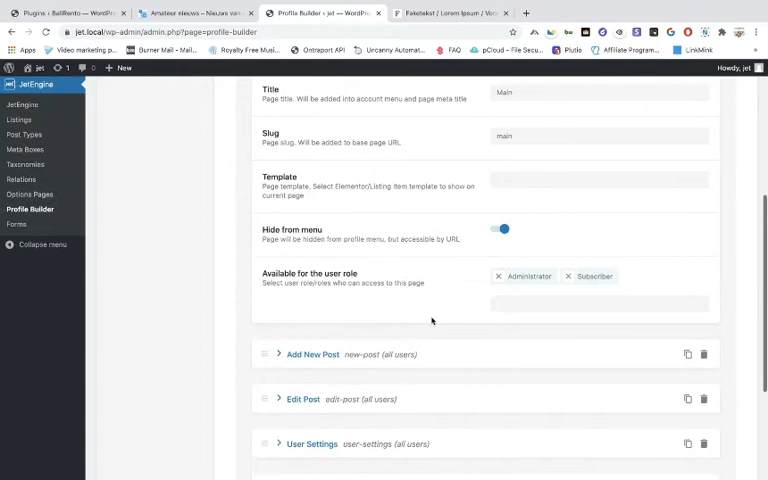 Plugins ‹ BaliRento — WordPr
Amateur nieuws – Nieuws van
Profile Builder ‹ jet — WordPr
Faketekst / Lorem Ipsum / Voo
jet.local/wp-admin/admin.php?page=profile-builder
Apps
Video marketing p...
Burner Mail - Mail...
Royalty Free Musi...
Ontraport API
Uncanny Automat...
FAQ
pCloud - File Secu...
Plutio
Affiliate Program...
LinkMink
jet
1
0
New
Howdy, jet
JetEngine
JetEngine
Listings
Post Types
Meta Boxes
Taxonomies
Relations
Options Pages
Profile Builder
Forms
Collapse menu
Title
Page title. Will be added into account menu and page meta title
Main
Slug
Page slug. Will be added to base page URL
main
Template
Page template. Select Elementor/Listing Item template to show on
current page
Hide from menu
Page will be hidden from profile menu, but accessible by URL
Available for the user role
Select user role/roles who can access to this page
Administrator
Subscriber
Add New Post new-post (all users)
Edit Post edit-post (all users)
User Settings user-settings (all users)